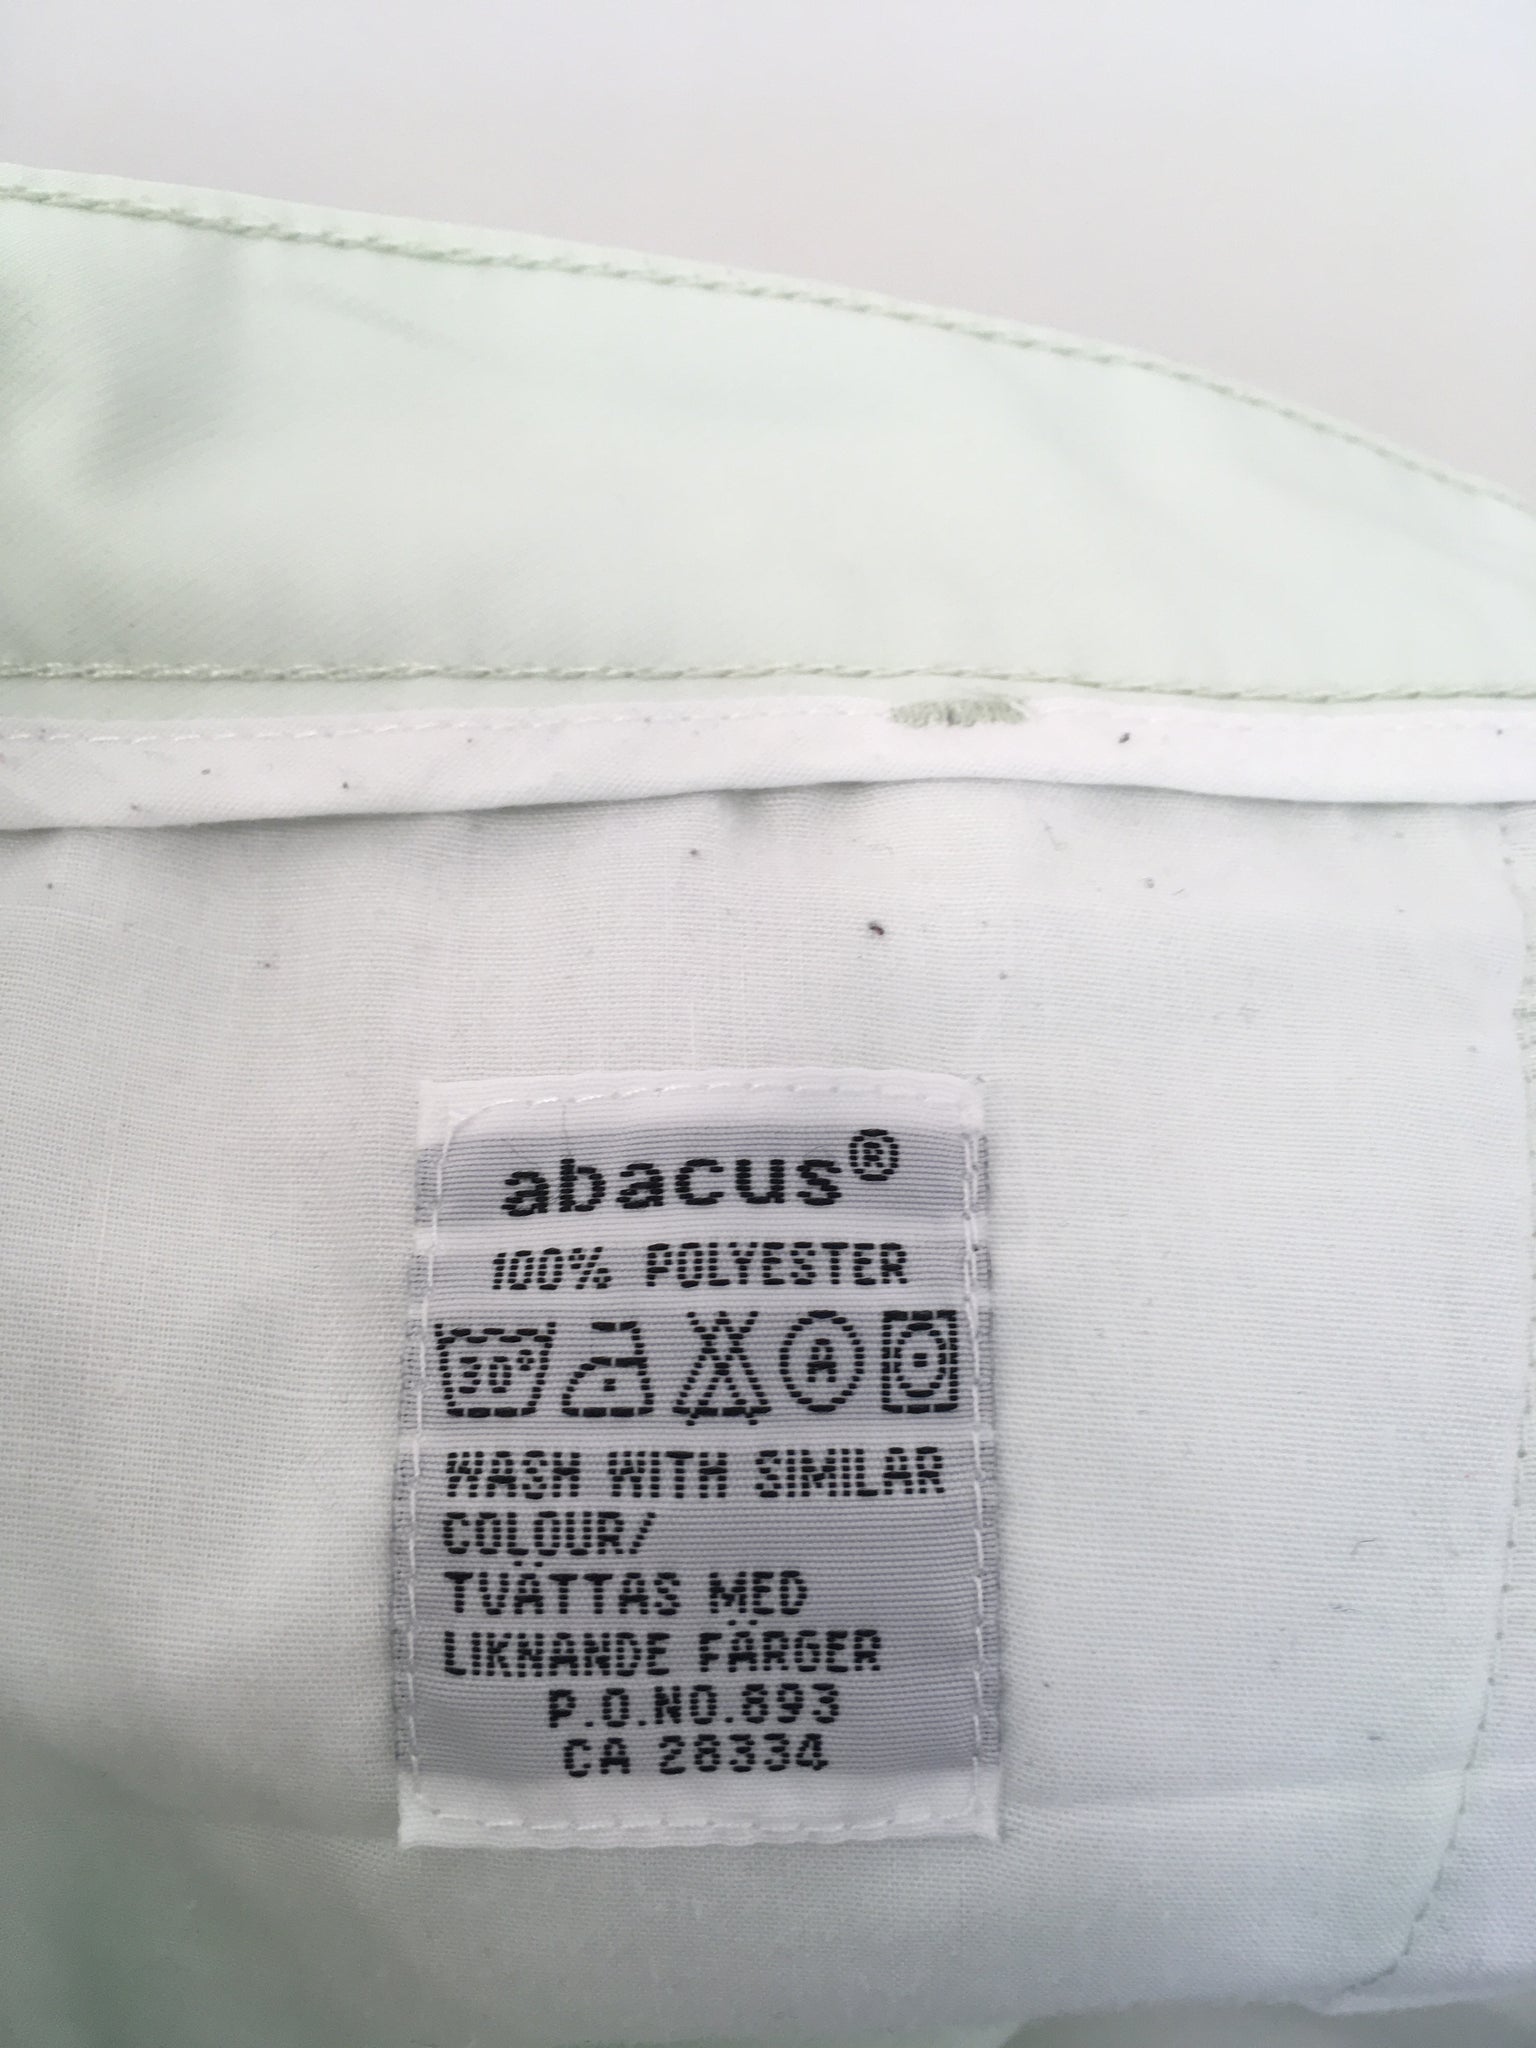 abacus®
100% POLYESTER
30° A
WASH WITH SIMILAR
COLOUR/
TVÄTTAS MED
LIKNANDE FÄRGER
P.O.NO.893
CA 28334